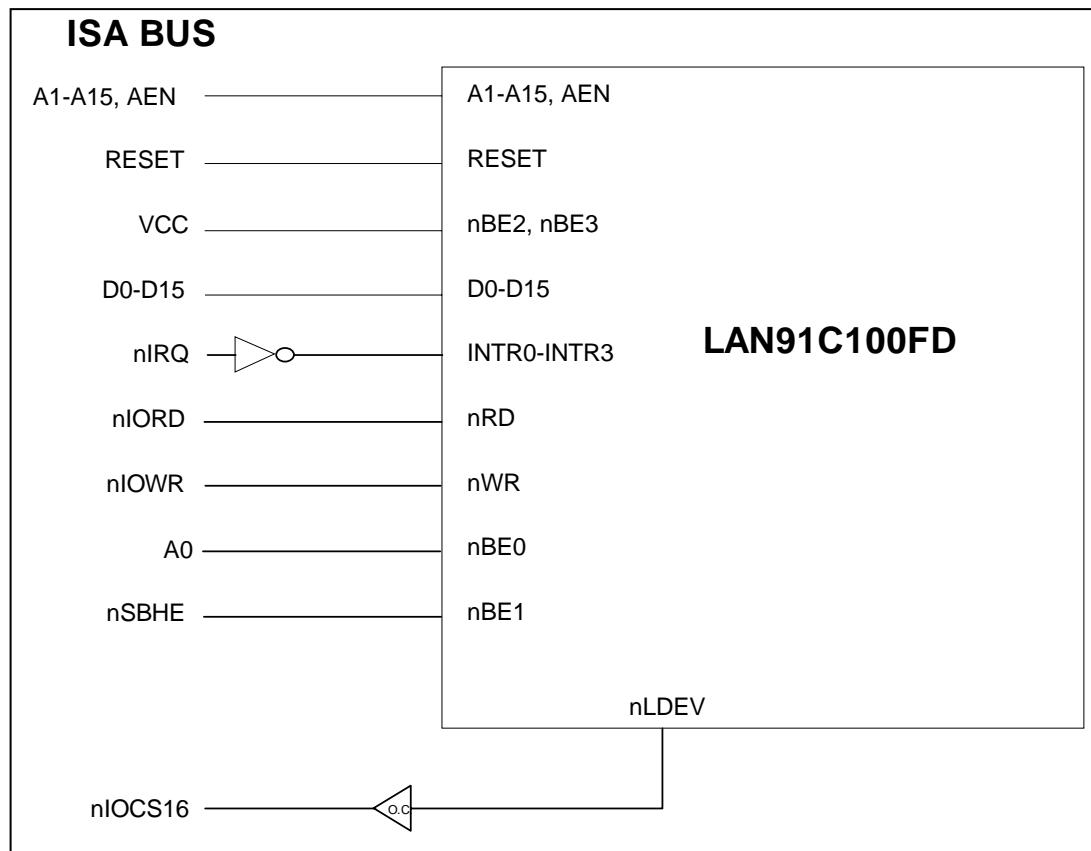 ISA BUS
A1-A15, AEN A1-A15, AEN
RESET RESET
VCC nBE2, nBE3
D0-D15 D0-D15
nIRQ INTR0-INTR3 LAN91C100FD
nIORD nRD
nIOWR nWR
A0 nBE0
nSBHE nBE1
nLDEV
nIOCS16 O.C